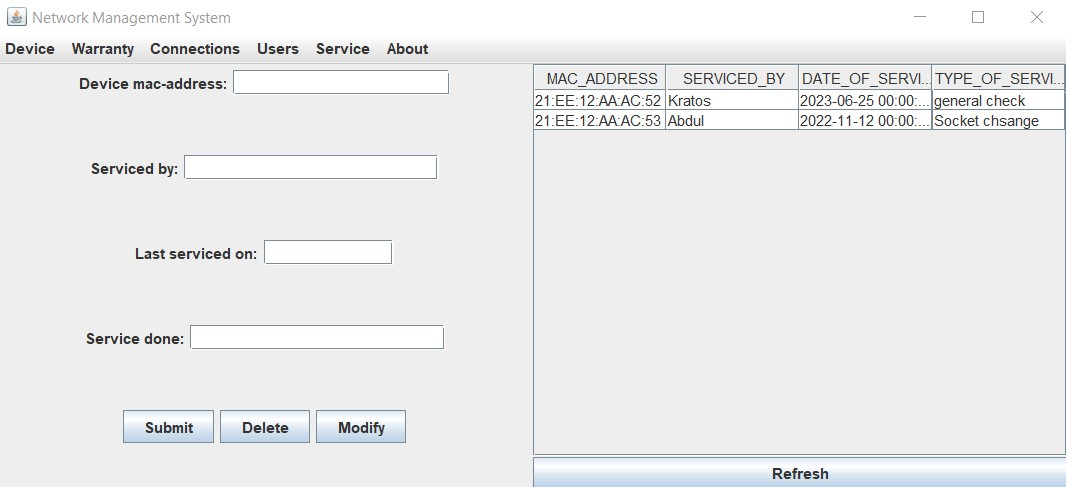 Network Management System
Device Warranty Connections Users Service About
Device mac-address:
Serviced by:
Last serviced on:
Service done:
Submit Delete Modify
MAC_ADDRESS SERVICED_BY DATE_OF_SERVI... TYPE_OF_SERVI...
21:EE:12:AA:AC:52 Kratos 2023-06-25 00:00:... general check
21:EE:12:AA:AC:53 Abdul 2022-11-12 00:00:... Socket chsange
Refresh